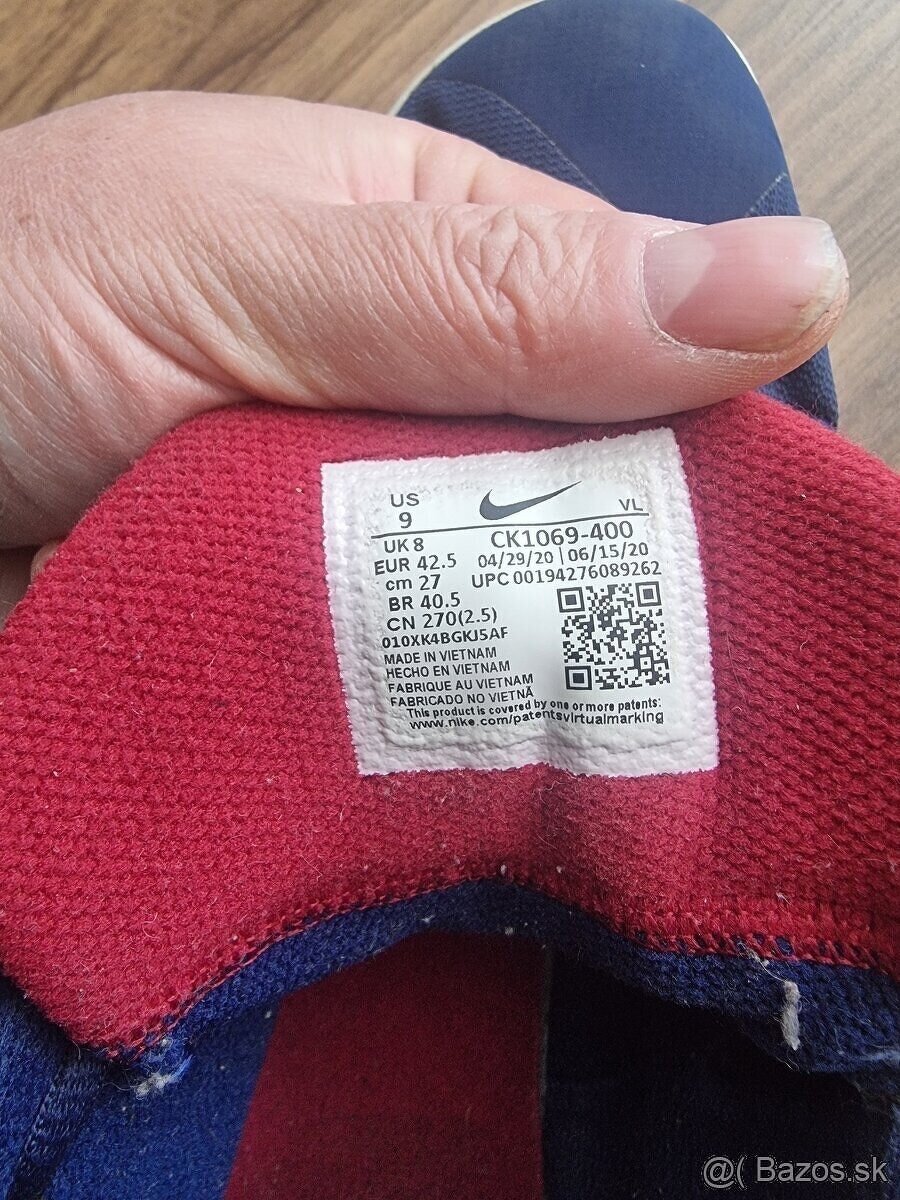 US
9
VL
UK 8
CK1069-400
EUR 42.5
04/29/20 | 06/15/20
cm 27
UPC 00194276089262
BR 40.5
CN 270(2.5)
010XK4BGKJ5AF
MADE IN VIETNAM
HECHO EN VIETNAM
FABRIQUE AU VIETNAM
FABRICADO NO VIETNÃ
This product is covered by one or more patents:
www.nike.com/patentsvirtualmarking
@( Bazos.sk